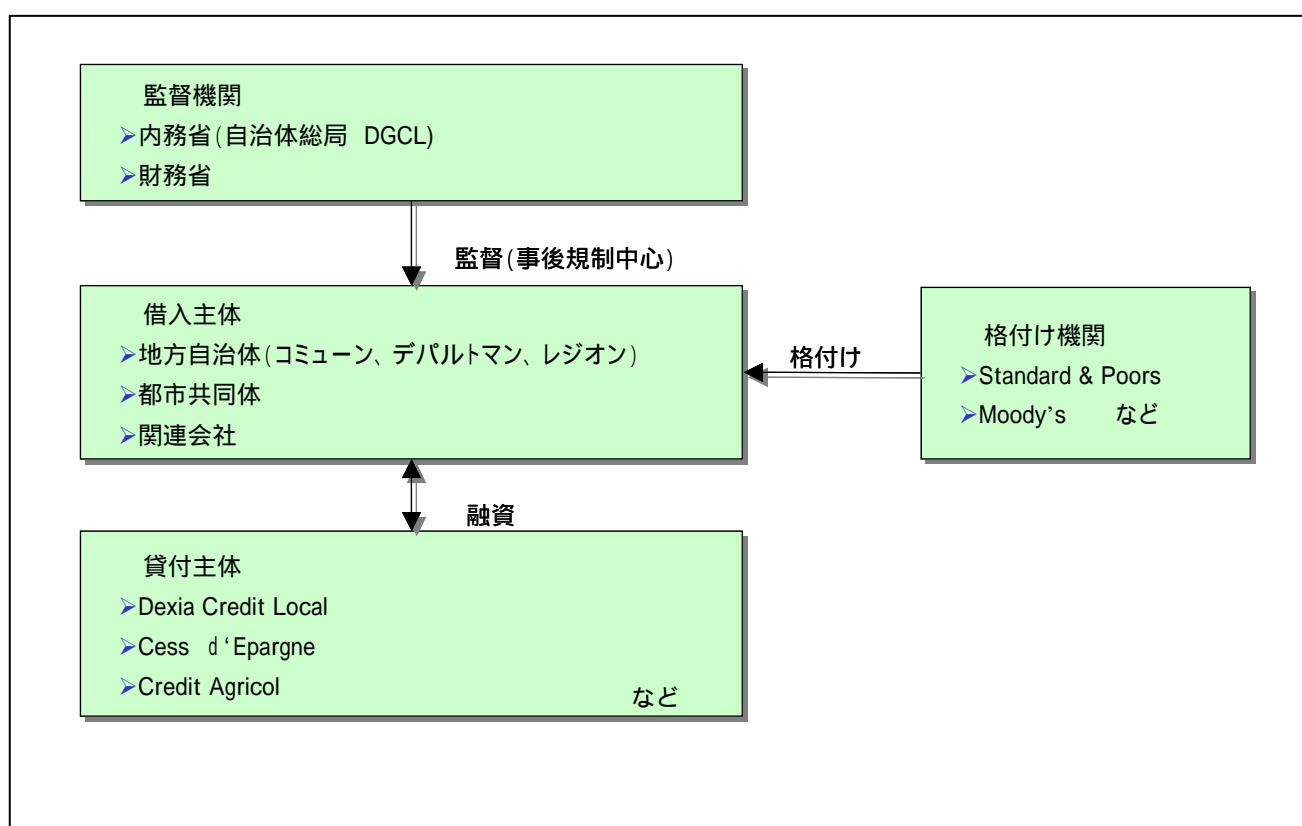 監督機関
➢内務省(自治体総局 DGCL)
➢財務省
監督(事後規制中心)
借入主体
➢地方自治体(コミューン、デパルトマン、レジオン)
➢都市共同体
➢関連会社
格付け
格付け機関
➢Standard & Poors
➢Moody’s など
融資
貸付主体
➢Dexia Credit Local
➢Cess d‘Epargne
➢Credit Agricol
など